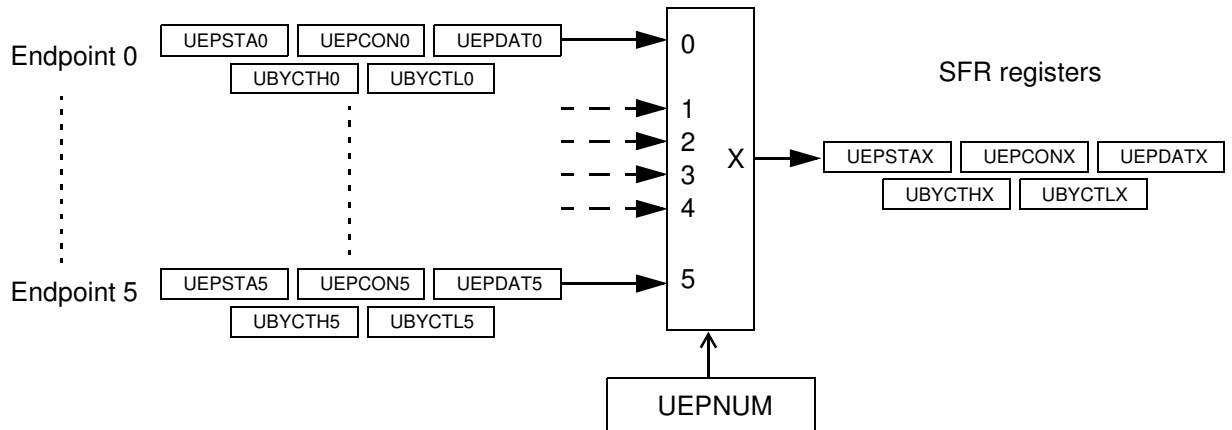 Endpoint 0
UEPSTA0 UEPCON0 UEPDAT0
UBYCTH0 UBYCTL0
0
1
2
3
4
5
X
SFR registers
UEPSTAX UEPCONX UEPDATX
UBYCTHX UBYCTLX
Endpoint 5
UEPSTA5 UEPCON5 UEPDAT5
UBYCTH5 UBYCTL5
UEPNUM